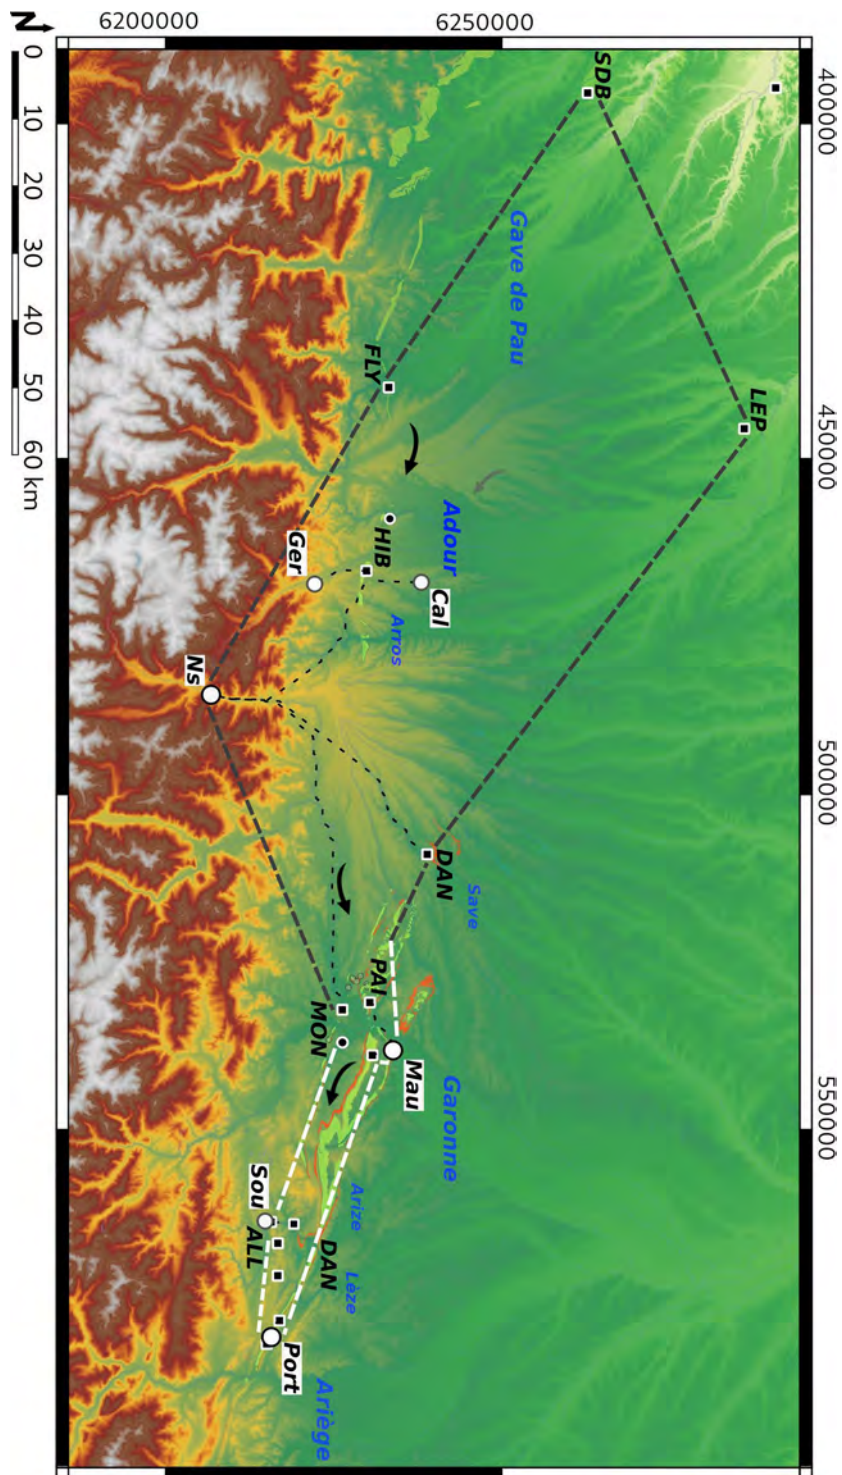 6200000
6250000
N
0
10
20
30
40
50
60 km
400000
450000
500000
550000
SDB
Gave de Pau
FLY
LEP
Adour
HIB
Ger
Cal
Arros
Ns
DAN
Save
PAI
MON
Mau
Garonne
Sou
ALL
Arize
DAN
Lèze
Port
Ariège